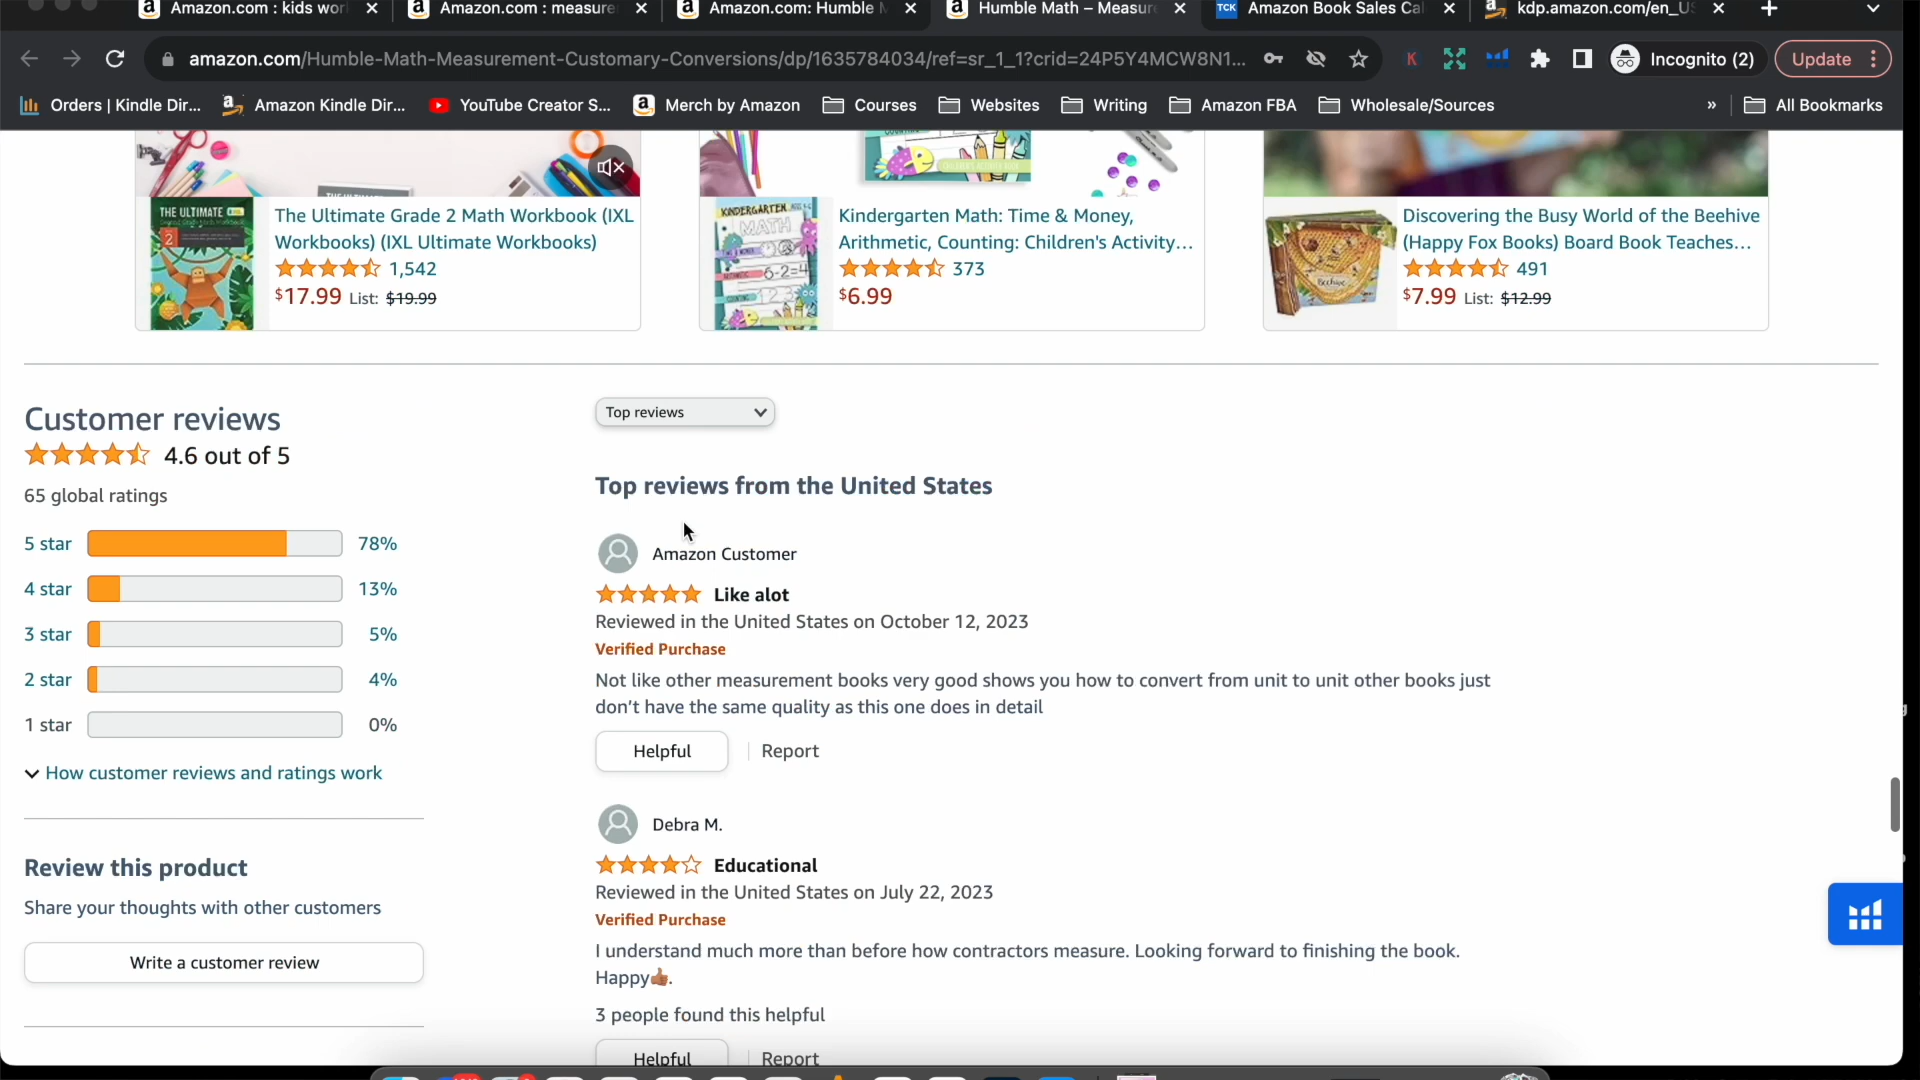 Amazon.com : kids wor
Amazon.com : measure
Amazon.com: Humble M
Humble Math – Measure
TCK Amazon Book Sales Cal
kdp.amazon.com/en_US
amazon.com/Humble-Math-Measurement-Customary-Conversions/dp/1635784034/ref=sr_1_1?crid=24P5Y4MCW8N1...
K
Incognito (2)
Update
Orders | Kindle Dir...
Amazon Kindle Dir...
YouTube Creator S...
Merch by Amazon
Courses
Websites
Writing
Amazon FBA
Wholesale/Sources
»
All Bookmarks
THE ULTIMATE
2
The Ultimate Grade 2 Math Workbook (IXL
Workbooks) (IXL Ultimate Workbooks)
1,542
$17.99 List: $19.99
KINDERGARTEN
MATH
Kindergarten Math: Time & Money,
Arithmetic, Counting: Children's Activity...
373
$6.99
Beehive
Discovering the Busy World of the Beehive
(Happy Fox Books) Board Book Teaches...
491
$7.99 List: $12.99
Customer reviews
4.6 out of 5
65 global ratings
5 star 78%
4 star 13%
3 star 5%
2 star 4%
1 star 0%
How customer reviews and ratings work
Review this product
Share your thoughts with other customers
Write a customer review
Top reviews
Top reviews from the United States
Amazon Customer
Like alot
Reviewed in the United States on October 12, 2023
Verified Purchase
Not like other measurement books very good shows you how to convert from unit to unit other books just
don't have the same quality as this one does in detail
Helpful | Report
Debra M.
Educational
Reviewed in the United States on July 22, 2023
Verified Purchase
I understand much more than before how contractors measure. Looking forward to finishing the book.
Happy👍🏾.
3 people found this helpful
Helpful | Report